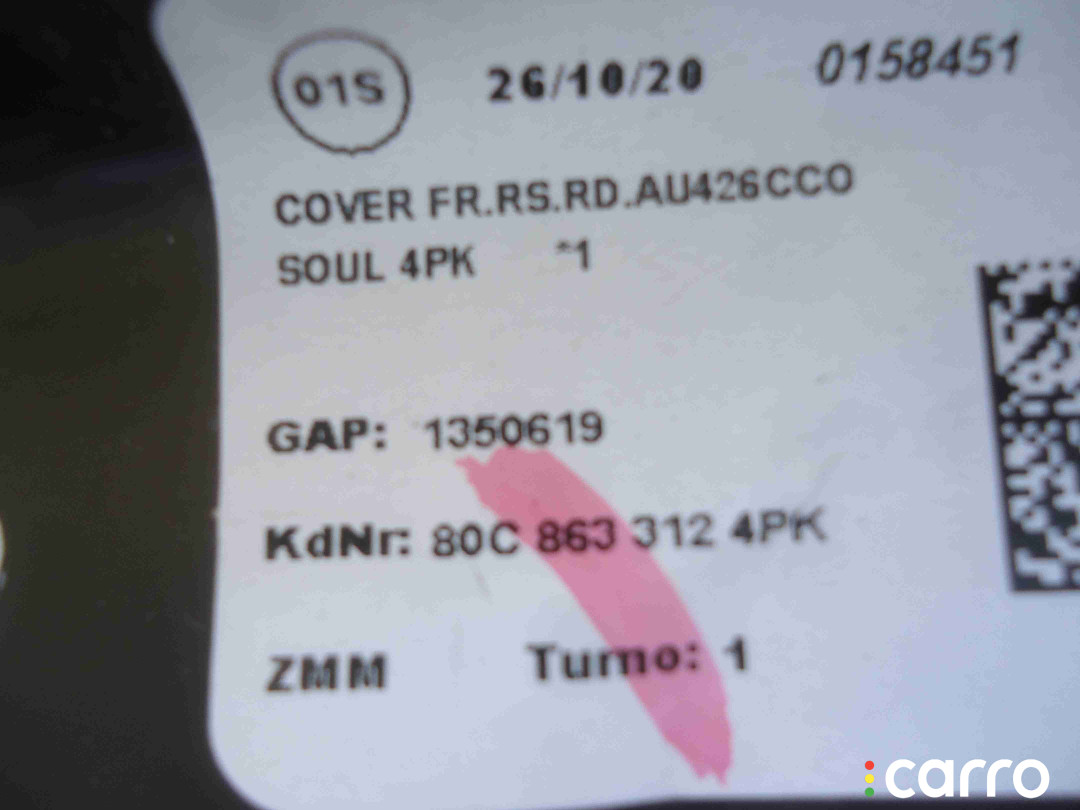 01S 26/10/20 0158451
COVER FR.RS.RD.AU426CCO
SOUL 4PK *1
GAP: 1350619
KdNr: 80C 863 312 4PK
ZMM Turno: 1
carro